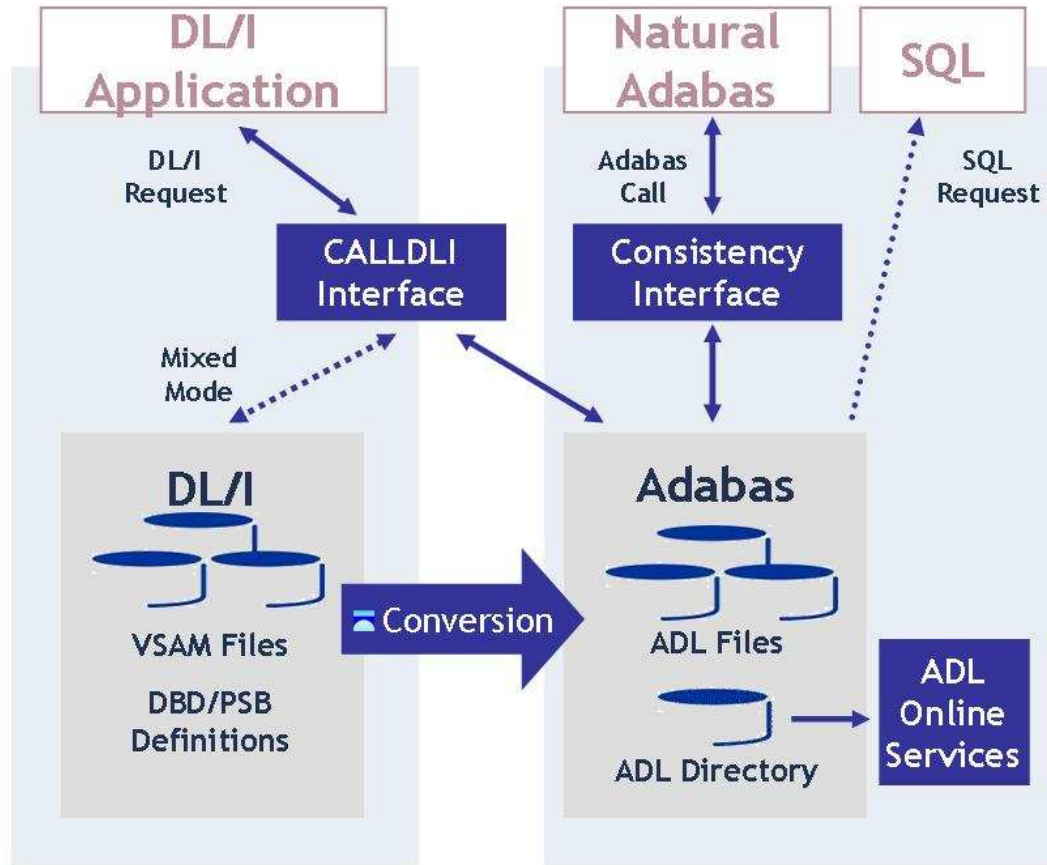 DL/I
Application
Natural
Adabas
SQL
DL/I
Request
Adabas
Call
SQL
Request
CALLDLI
Interface
Consistency
Interface
Mixed
Mode
DL/I
VSAM Files
DBD/PSB
Definitions
Conversion
Adabas
ADL Files
ADL Directory
ADL
Online
Services